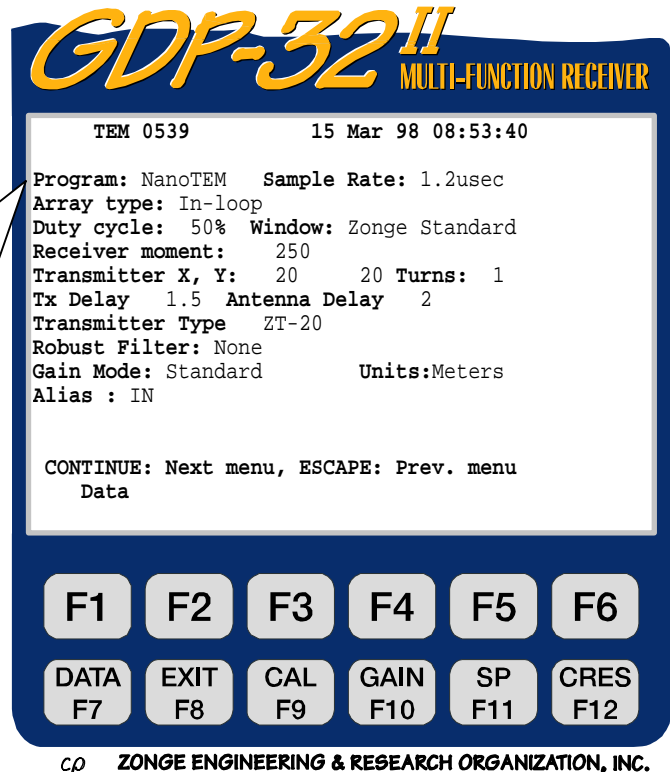 GDP-32 II
MULTI-FUNCTION RECEIVER
TEM 0539 15 Mar 98 08:53:40
Program: NanoTEM Sample Rate: 1.2usec
Array type: In-loop
Duty cycle: 50% Window: Zonge Standard
Receiver moment: 250
Transmitter X, Y: 20 20 Turns: 1
Tx Delay 1.5 Antenna Delay 2
Transmitter Type ZT-20
Robust Filter: None
Gain Mode: Standard Units:Meters
Alias : IN
CONTINUE: Next menu, ESCAPE: Prev. menu
Data
F1 F2 F3 F4 F5 F6
DATA EXIT CAL GAIN SP CRES
F7 F8 F9 F10 F11 F12
ZONGE ENGINEERING & RESEARCH ORGANIZATION, INC.